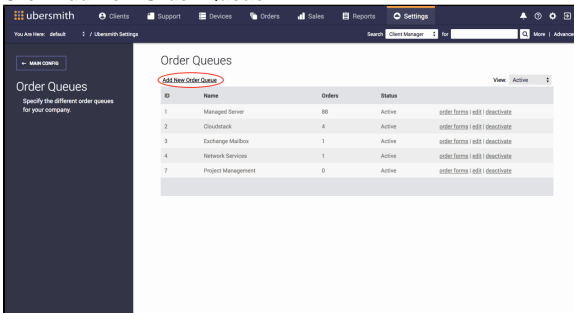 ubersmith Clients Support Devices Orders Sales Reports Settings
You Are Here: default / Ubersmith Settings Search Client Manager for More | Advance
← MAIN CONFIG
Order Queues
Specify the different order queues
for your company.
Order Queues
Add New Order Queue View: Active
ID Name Orders Status
1 Managed Server 88 Active order forms | edit | deactivate
2 Cloudstack 4 Active order forms | edit | deactivate
3 Exchange Mailbox 1 Active order forms | edit | deactivate
4 Network Services 1 Active order forms | edit | deactivate
7 Project Management 0 Active order forms | edit | deactivate